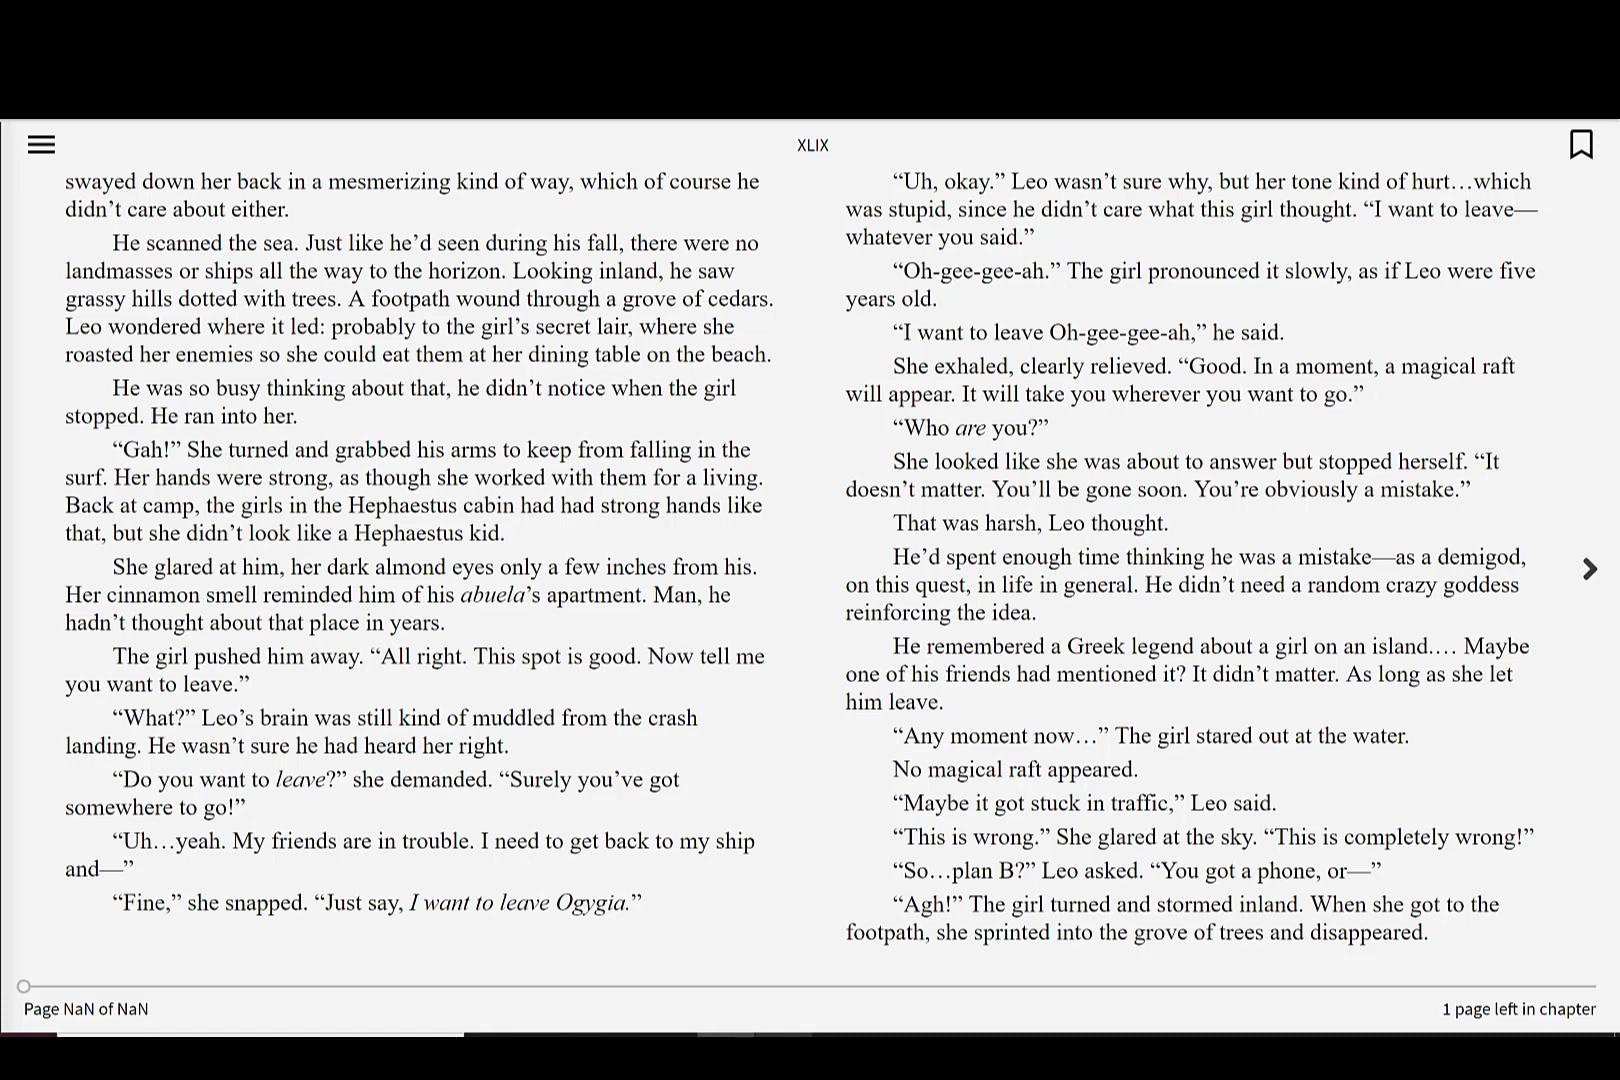 XLIX
swayed down her back in a mesmerizing kind of way, which of course he
didn’t care about either.
He scanned the sea. Just like he’d seen during his fall, there were no
landmasses or ships all the way to the horizon. Looking inland, he saw
grassy hills dotted with trees. A footpath wound through a grove of cedars.
Leo wondered where it led: probably to the girl’s secret lair, where she
roasted her enemies so she could eat them at her dining table on the beach.
He was so busy thinking about that, he didn’t notice when the girl
stopped. He ran into her.
“Gah!” She turned and grabbed his arms to keep from falling in the
surf. Her hands were strong, as though she worked with them for a living.
Back at camp, the girls in the Hephaestus cabin had had strong hands like
that, but she didn’t look like a Hephaestus kid.
She glared at him, her dark almond eyes only a few inches from his.
Her cinnamon smell reminded him of his abuela’s apartment. Man, he
hadn’t thought about that place in years.
The girl pushed him away. “All right. This spot is good. Now tell me
you want to leave.”
“What?” Leo’s brain was still kind of muddled from the crash
landing. He wasn’t sure he had heard her right.
“Do you want to leave?” she demanded. “Surely you’ve got
somewhere to go!”
“Uh…yeah. My friends are in trouble. I need to get back to my ship
and—”
“Fine,” she snapped. “Just say, I want to leave Ogygia.”
“Uh, okay.” Leo wasn’t sure why, but her tone kind of hurt…which
was stupid, since he didn’t care what this girl thought. “I want to leave—
whatever you said.”
“Oh-gee-gee-ah.” The girl pronounced it slowly, as if Leo were five
years old.
“I want to leave Oh-gee-gee-ah,” he said.
She exhaled, clearly relieved. “Good. In a moment, a magical raft
will appear. It will take you wherever you want to go.”
“Who are you?”
She looked like she was about to answer but stopped herself. “It
doesn’t matter. You’ll be gone soon. You’re obviously a mistake.”
That was harsh, Leo thought.
He’d spent enough time thinking he was a mistake—as a demigod,
on this quest, in life in general. He didn’t need a random crazy goddess
reinforcing the idea.
He remembered a Greek legend about a girl on an island.… Maybe
one of his friends had mentioned it? It didn’t matter. As long as she let
him leave.
“Any moment now…” The girl stared out at the water.
No magical raft appeared.
“Maybe it got stuck in traffic,” Leo said.
“This is wrong.” She glared at the sky. “This is completely wrong!”
“So…plan B?” Leo asked. “You got a phone, or—”
“Agh!” The girl turned and stormed inland. When she got to the
footpath, she sprinted into the grove of trees and disappeared.
Page NaN of NaN
1 page left in chapter